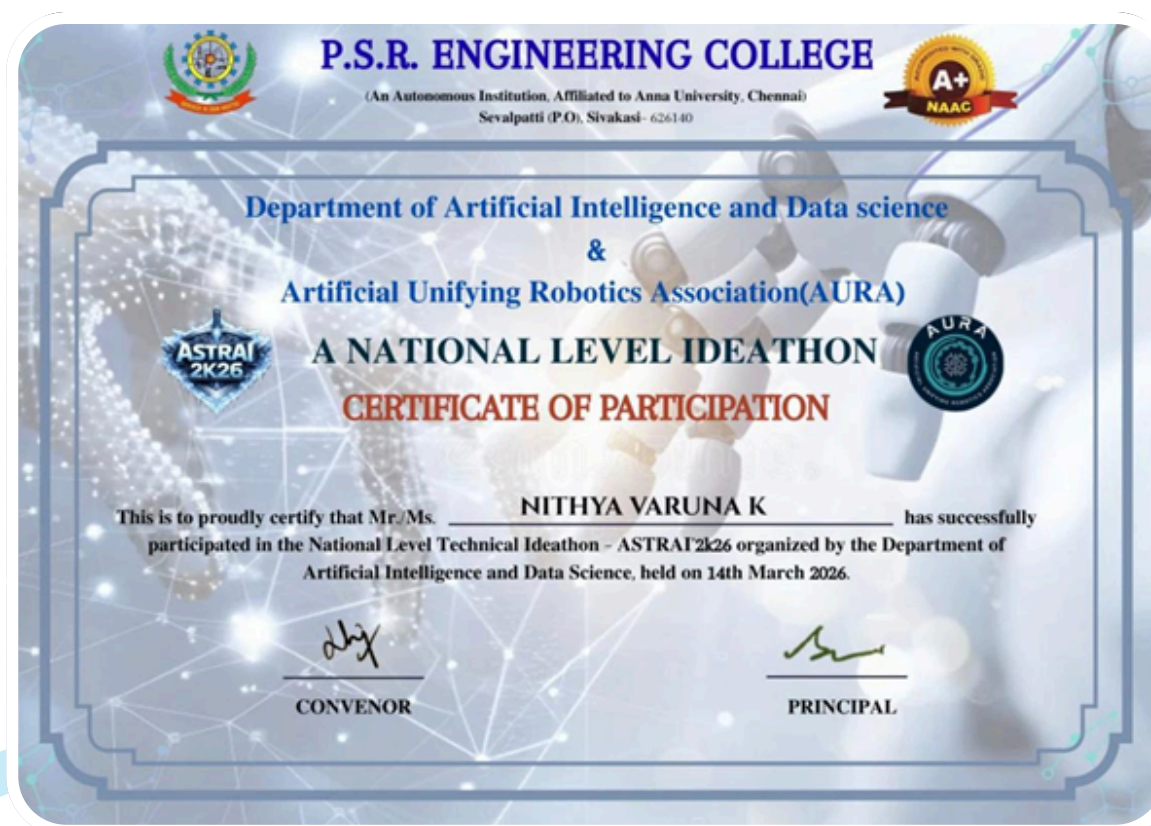 P.S.R. ENGINEERING COLLEGE
(An Autonomous Institution, Affiliated to Anna University, Chennai)
Sevalpatti (P.O), Sivakasi- 626140
ACCREDITED WITH GRADE
A+
NAAC
Department of Artificial Intelligence and Data science
&
Artificial Unifying Robotics Association(AURA)
ASTRAI
2K26
A NATIONAL LEVEL IDEATHON
AURA
CERTIFICATE OF PARTICIPATION
This is to proudly certify that Mr./Ms. NITHYA VARUNA K has successfully
participated in the National Level Technical Ideathon - ASTRAI'2k26 organized by the Department of
Artificial Intelligence and Data Science, held on 14th March 2026.
CONVENOR
PRINCIPAL